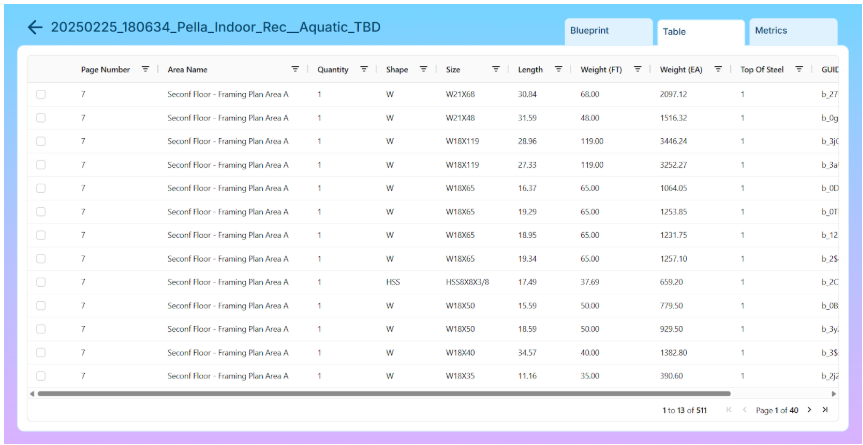 20250225_180634_Pella_Indoor_Rec__Aquatic_TBD
Blueprint Table Metrics
Page Number Area Name Quantity Shape Size Length Weight (FT) Weight (EA) Top Of Steel GUID
7 Seconf Floor - Framing Plan Area A 1 W W21X68 30.84 68.00 2097.12 1 b_27
7 Seconf Floor - Framing Plan Area A 1 W W21X48 31.59 48.00 1516.32 1 b_0g
7 Seconf Floor - Framing Plan Area A 1 W W18X119 28.96 119.00 3446.24 1 b_3j
7 Seconf Floor - Framing Plan Area A 1 W W18X119 27.33 119.00 3252.27 1 b_3a
7 Seconf Floor - Framing Plan Area A 1 W W18X65 16.37 65.00 1064.05 1 b_0D
7 Seconf Floor - Framing Plan Area A 1 W W18X65 19.29 65.00 1253.85 1 b_0T
7 Seconf Floor - Framing Plan Area A 1 W W18X65 18.95 65.00 1231.75 1 b_12
7 Seconf Floor - Framing Plan Area A 1 W W18X65 19.34 65.00 1257.10 1 b_2$
7 Seconf Floor - Framing Plan Area A 1 HSS HSS8X8X3/8 17.49 37.69 659.20 1 b_2C
7 Seconf Floor - Framing Plan Area A 1 W W18X50 15.59 50.00 779.50 1 b_0B
7 Seconf Floor - Framing Plan Area A 1 W W18X50 18.59 50.00 929.50 1 b_3y
7 Seconf Floor - Framing Plan Area A 1 W W18X40 34.57 40.00 1382.80 1 b_3$
7 Seconf Floor - Framing Plan Area A 1 W W18X35 11.16 35.00 390.60 1 b_2j2
1 to 13 of 511 Page 1 of 40